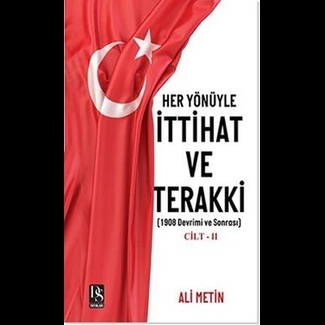 HER YÖNÜYLE
İTTİHAT
VE
TERAKKİ
(1908 Devrimi ve Sonrası)
CİLT - II
ALİ METİN